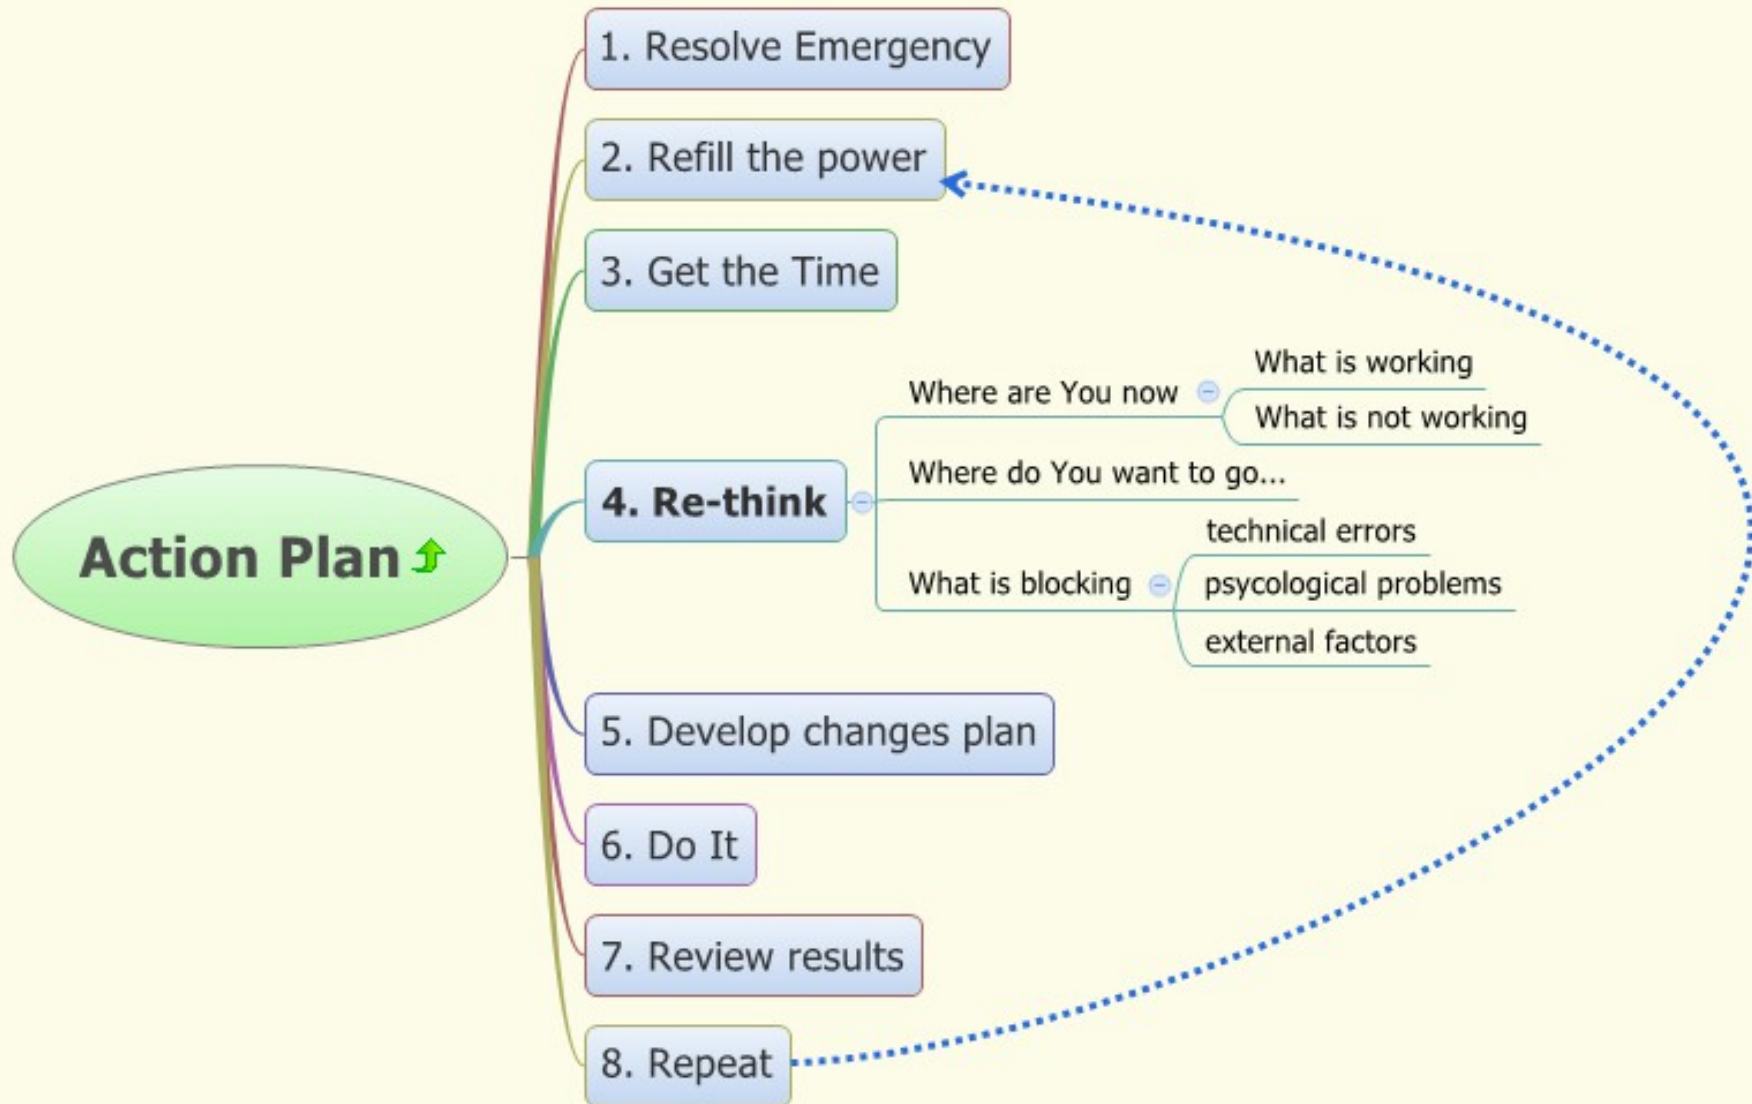 1. Resolve Emergency
2. Refill the power
3. Get the Time
Action Plan
4. Re-think
Where are You now
What is working
What is not working
Where do You want to go...
What is blocking
technical errors
psycological problems
external factors
5. Develop changes plan
6. Do It
7. Review results
8. Repeat